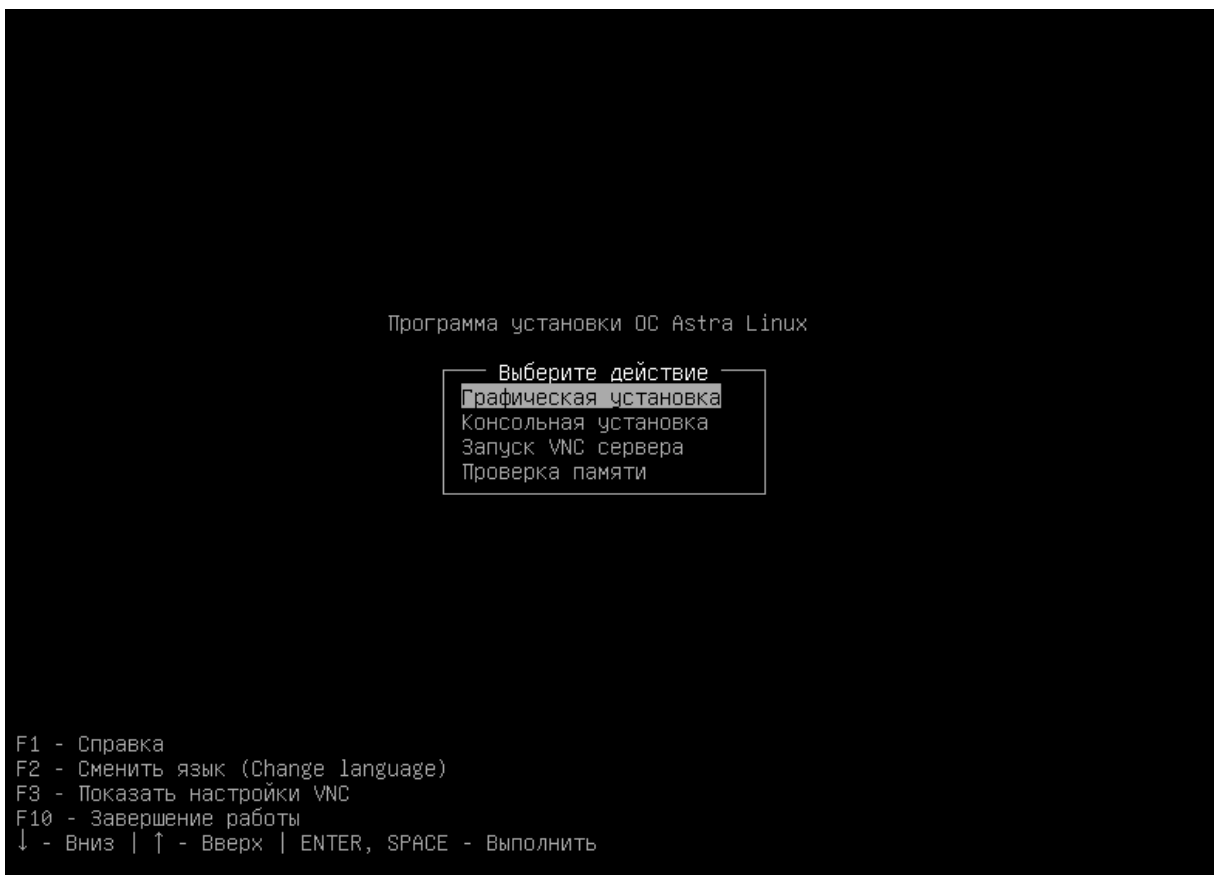 Программа установки ОС Astra Linux
Выберите действие
Графическая установка
Консольная установка
Запуск VNC сервера
Проверка памяти
F1 - Справка
F2 - Сменить язык (Change language)
F3 - Показать настройки VNC
F10 - Завершение работы
↓ - Вниз | ↑ - Вверх | ENTER, SPACE - Выполнить